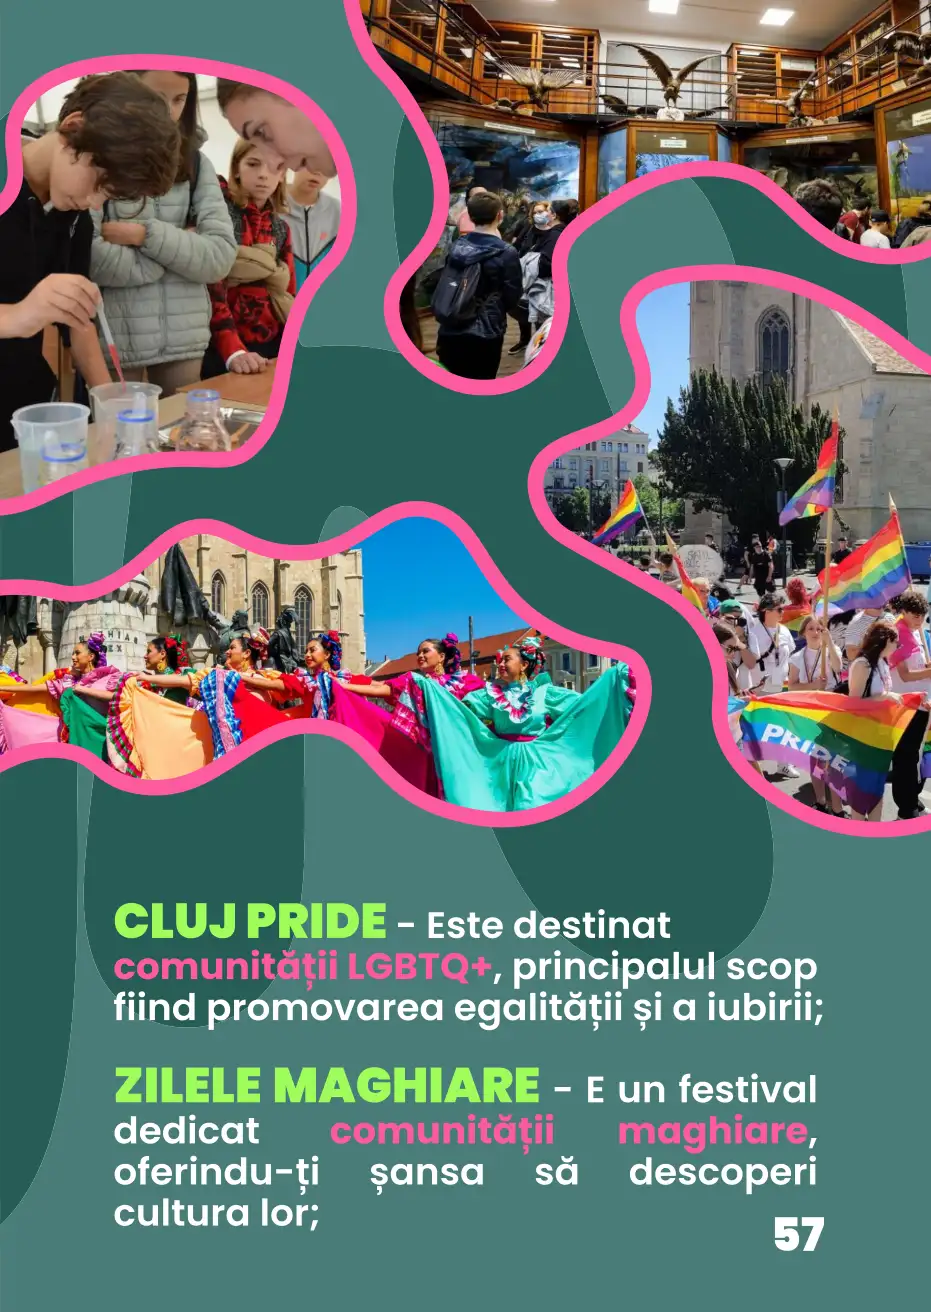 PRIDE
CLUJ PRIDE - Este destinat
comunității LGBTQ+, principalul scop
fiind promovarea egalității și a iubirii;
ZILELE MAGHIARE - E un festival
dedicat comunității maghiare,
oferindu-ți șansa să descoperi
cultura lor;
57